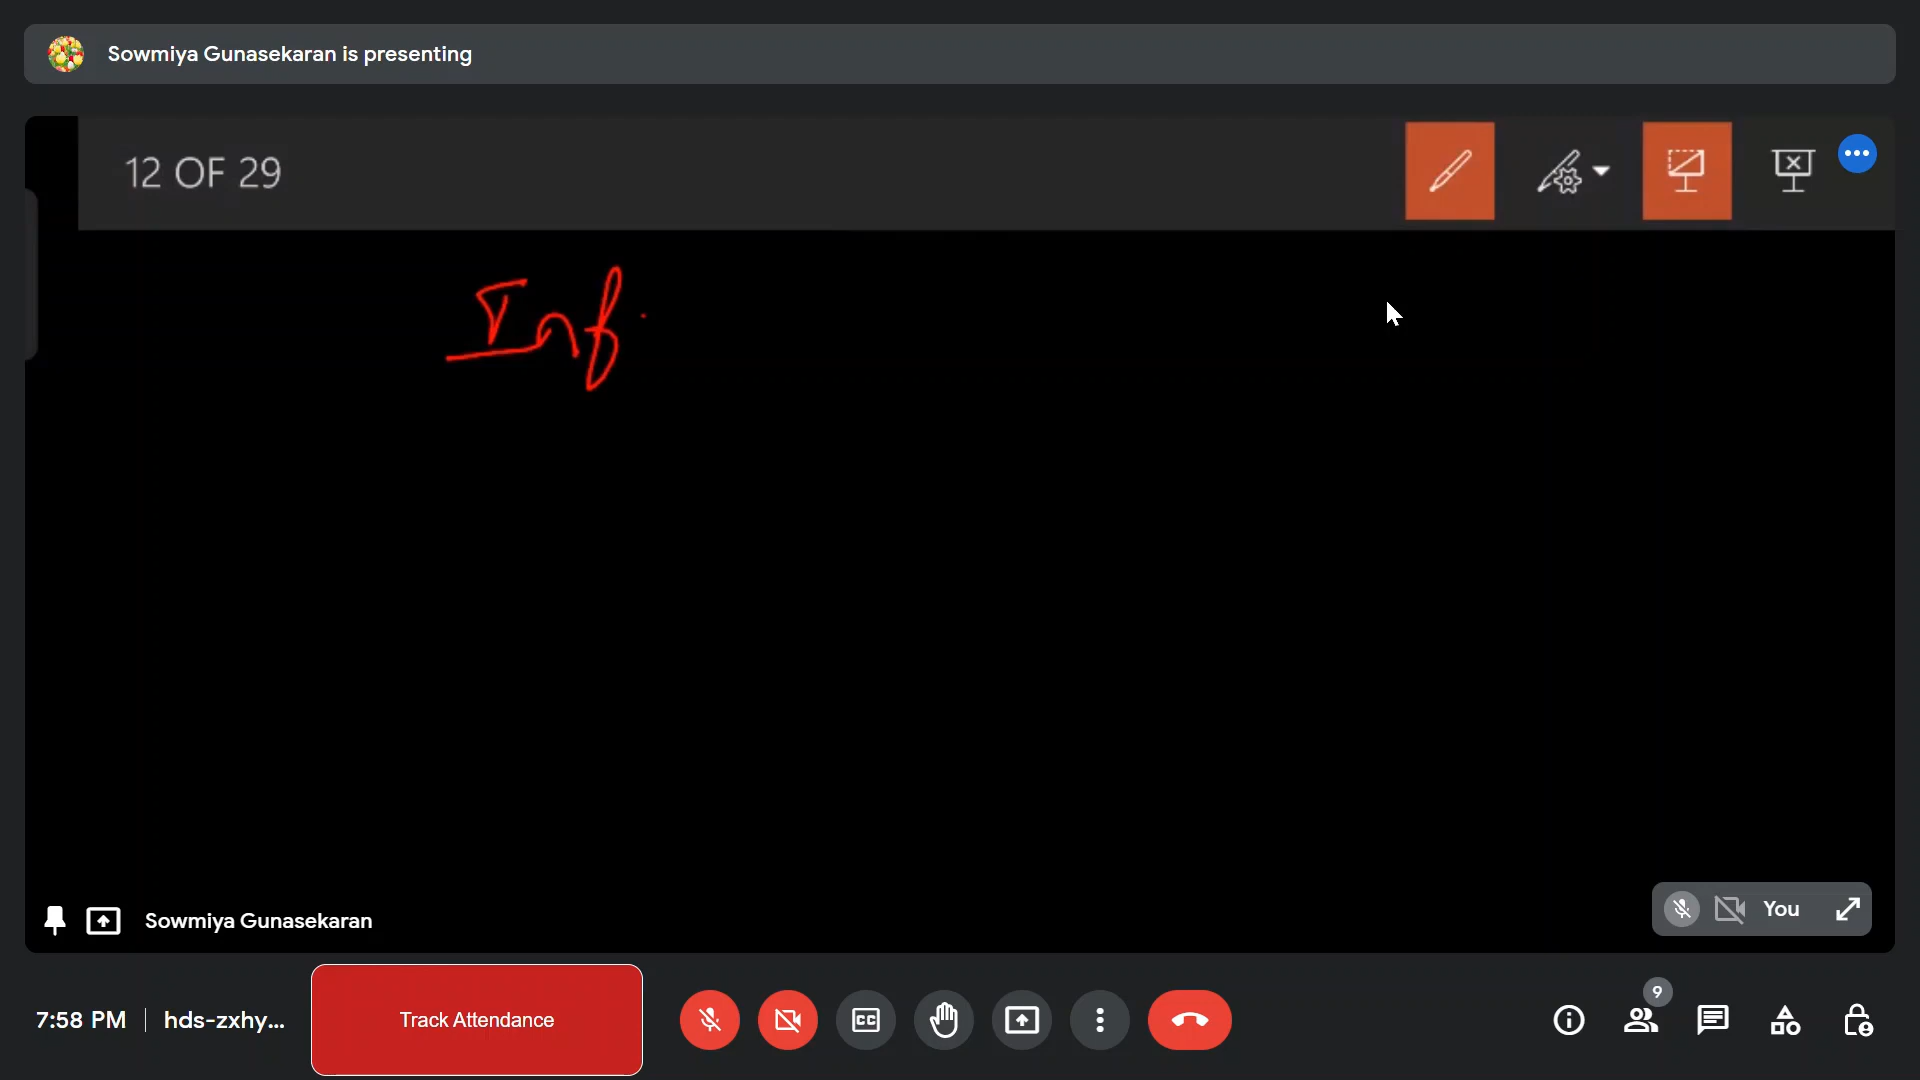 Sowmiya Gunasekaran is presenting
12 OF 29
Inf
Sowmiya Gunasekaran
You
7:58 PM
hds-zxhy...
Track Attendance
CC
9